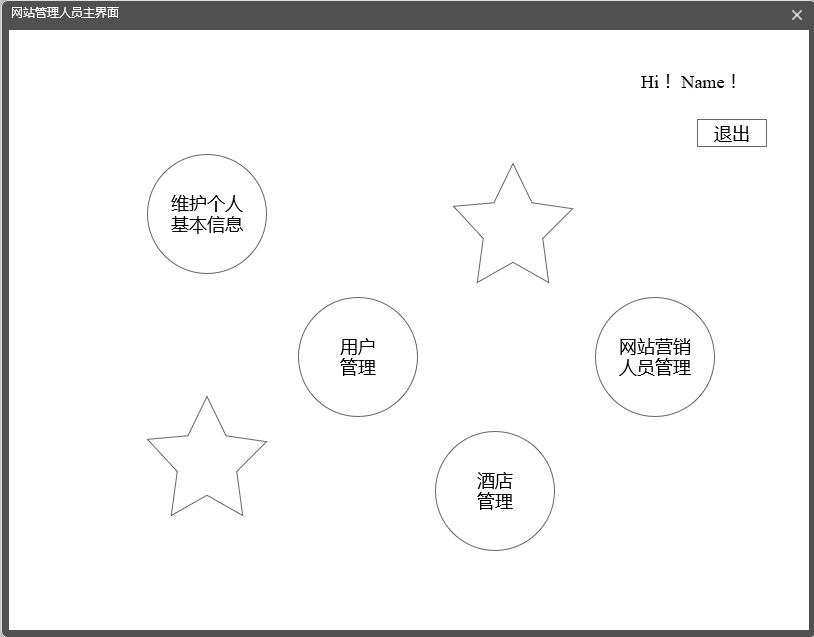 网站管理人员主界面
Hi！ Name！
退出
维护个人
基本信息
用户
管理
网站营销
人员管理
酒店
管理